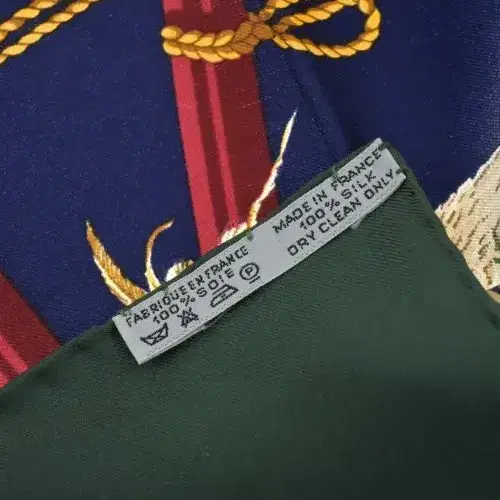 FABRIQUE EN FRANCE
100% SOIE
MADE IN FRANCE
100% SILK
DRY CLEAN ONLY